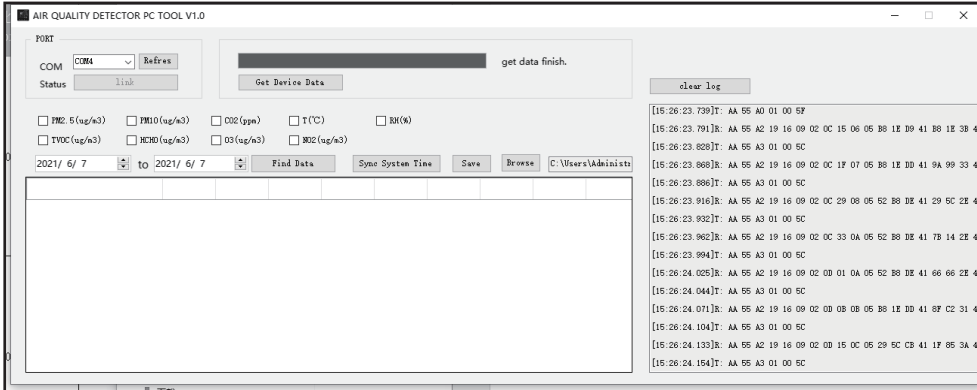 AIR QUALITY DETECTOR PC TOOL V1.0
PORT
COM COM4 Refres
Status link
get data finish.
Get Device Data
clear log
PM2.5(ug/m3) PM10(ug/m3) CO2(ppm) T(℃) RH(%)
TVOC(ug/m3) HCHO(ug/m3) O3(ug/m3) NO2(ug/m3)
2021/ 6/ 7 to 2021/ 6/ 7 Find Data Sync System Time Save Browse C:\Users\Administr
[15:26:23.739]T: AA 55 A0 01 00 5F
[15:26:23.791]R: AA 55 A2 19 16 09 02 0C 15 06 05 B8 1E D9 41 B8 1E 3B 4
[15:26:23.828]T: AA 55 A3 01 00 5C
[15:26:23.868]R: AA 55 A2 19 16 09 02 0C 1F 07 05 B8 1E DD 41 9A 99 33 4
[15:26:23.886]T: AA 55 A3 01 00 5C
[15:26:23.916]R: AA 55 A2 19 16 09 02 0C 29 08 05 52 B8 DE 41 29 5C 2E 4
[15:26:23.932]T: AA 55 A3 01 00 5C
[15:26:23.962]R: AA 55 A2 19 16 09 02 0C 33 0A 05 52 B8 DE 41 7B 14 2E 4
[15:26:23.994]T: AA 55 A3 01 00 5C
[15:26:24.025]R: AA 55 A2 19 16 09 02 0D 01 0A 05 52 B8 DE 41 66 66 2E 4
[15:26:24.044]T: AA 55 A3 01 00 5C
[15:26:24.071]R: AA 55 A2 19 16 09 02 0D 0B 0B 05 B8 1E DD 41 8F C2 31 4
[15:26:24.104]T: AA 55 A3 01 00 5C
[15:26:24.133]R: AA 55 A2 19 16 09 02 0D 15 0C 05 29 5C CB 41 1F 85 3A 4
[15:26:24.154]T: AA 55 A3 01 00 5C